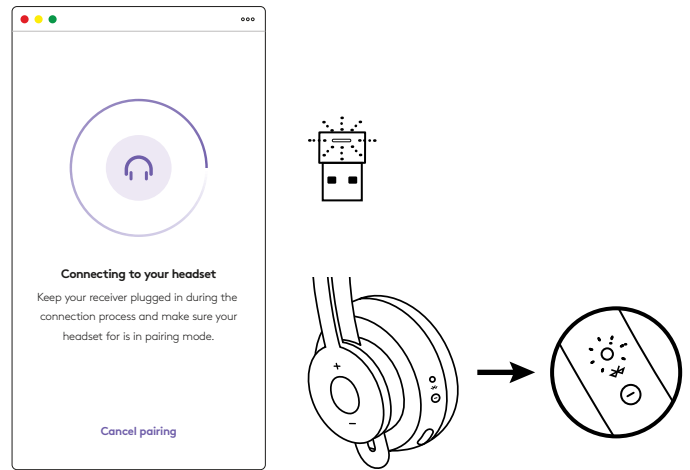 Connecting to your headset
Keep your receiver plugged in during the
connection process and make sure your
headset for is in pairing mode.
Cancel pairing